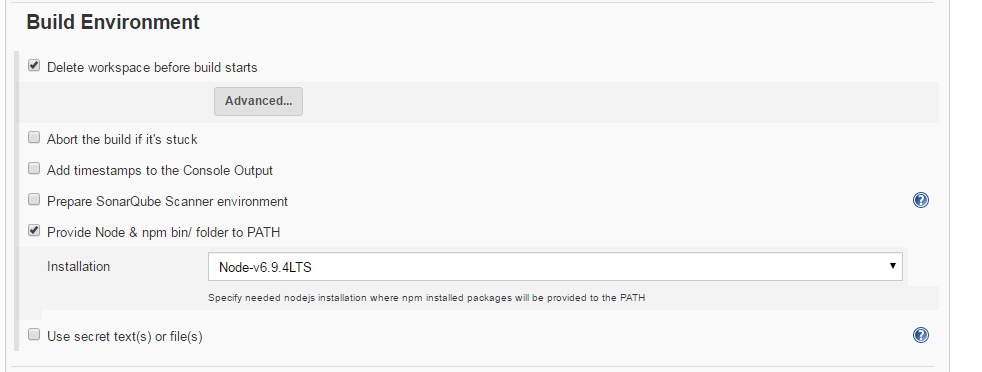 Build Environment
Delete workspace before build starts
Advanced...
Abort the build if it's stuck
Add timestamps to the Console Output
Prepare SonarQube Scanner environment
Provide Node & npm bin/ folder to PATH
Installation
Node-v6.9.4LTS
Specify needed nodejs installation where npm installed packages will be provided to the PATH
Use secret text(s) or file(s)